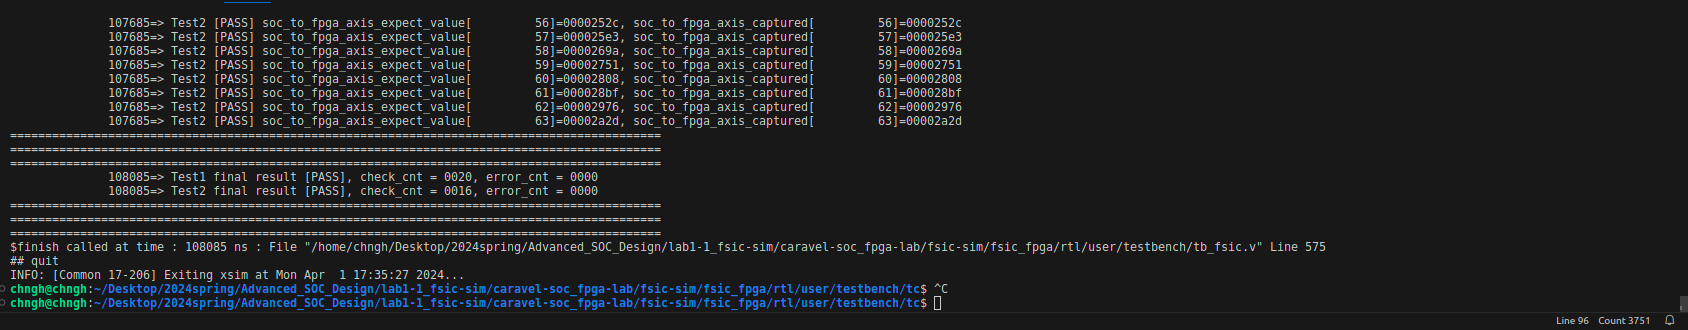 107685=> Test2 [PASS] soc_to_fpga_axis_expect_value[         56]=0000252c, soc_to_fpga_axis_captured[         56]=0000252c
107685=> Test2 [PASS] soc_to_fpga_axis_expect_value[         57]=000025e3, soc_to_fpga_axis_captured[         57]=000025e3
107685=> Test2 [PASS] soc_to_fpga_axis_expect_value[         58]=0000269a, soc_to_fpga_axis_captured[         58]=0000269a
107685=> Test2 [PASS] soc_to_fpga_axis_expect_value[         59]=00002751, soc_to_fpga_axis_captured[         59]=00002751
107685=> Test2 [PASS] soc_to_fpga_axis_expect_value[         60]=00002808, soc_to_fpga_axis_captured[         60]=00002808
107685=> Test2 [PASS] soc_to_fpga_axis_expect_value[         61]=000028bf, soc_to_fpga_axis_captured[         61]=000028bf
107685=> Test2 [PASS] soc_to_fpga_axis_expect_value[         62]=00002976, soc_to_fpga_axis_captured[         62]=00002976
107685=> Test2 [PASS] soc_to_fpga_axis_expect_value[         63]=00002a2d, soc_to_fpga_axis_captured[         63]=00002a2d
=============================================================================================
=============================================================================================
=============================================================================================
108085=> Test1 final result [PASS], check_cnt = 0020, error_cnt = 0000
108085=> Test2 final result [PASS], check_cnt = 0016, error_cnt = 0000
=============================================================================================
=============================================================================================
=============================================================================================
$finish called at time : 108085 ns : File "/home/chngh/Desktop/2024spring/Advanced_SOC_Design/lab1-1_fsic-sim/caravel-soc_fpga-lab/fsic-sim/fsic_fpga/rtl/user/testbench/tb_fsic.v" Line 575
## quit
INFO: [Common 17-206] Exiting xsim at Mon Apr  1 17:35:27 2024...
chngh@chngh:~/Desktop/2024spring/Advanced_SOC_Design/lab1-1_fsic-sim/caravel-soc_fpga-lab/fsic-sim/fsic_fpga/rtl/user/testbench/tc$ ^C
chngh@chngh:~/Desktop/2024spring/Advanced_SOC_Design/lab1-1_fsic-sim/caravel-soc_fpga-lab/fsic-sim/fsic_fpga/rtl/user/testbench/tc$
Line 96 Count 3751